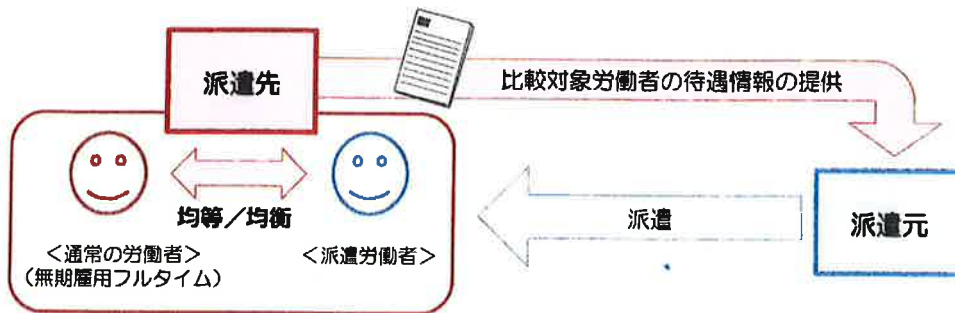 派遣先
比較対象労働者の待遇情報の提供
均等／均衡
＜通常の労働者＞
（無期雇用フルタイム）
＜派遣労働者＞
派遣
派遣元